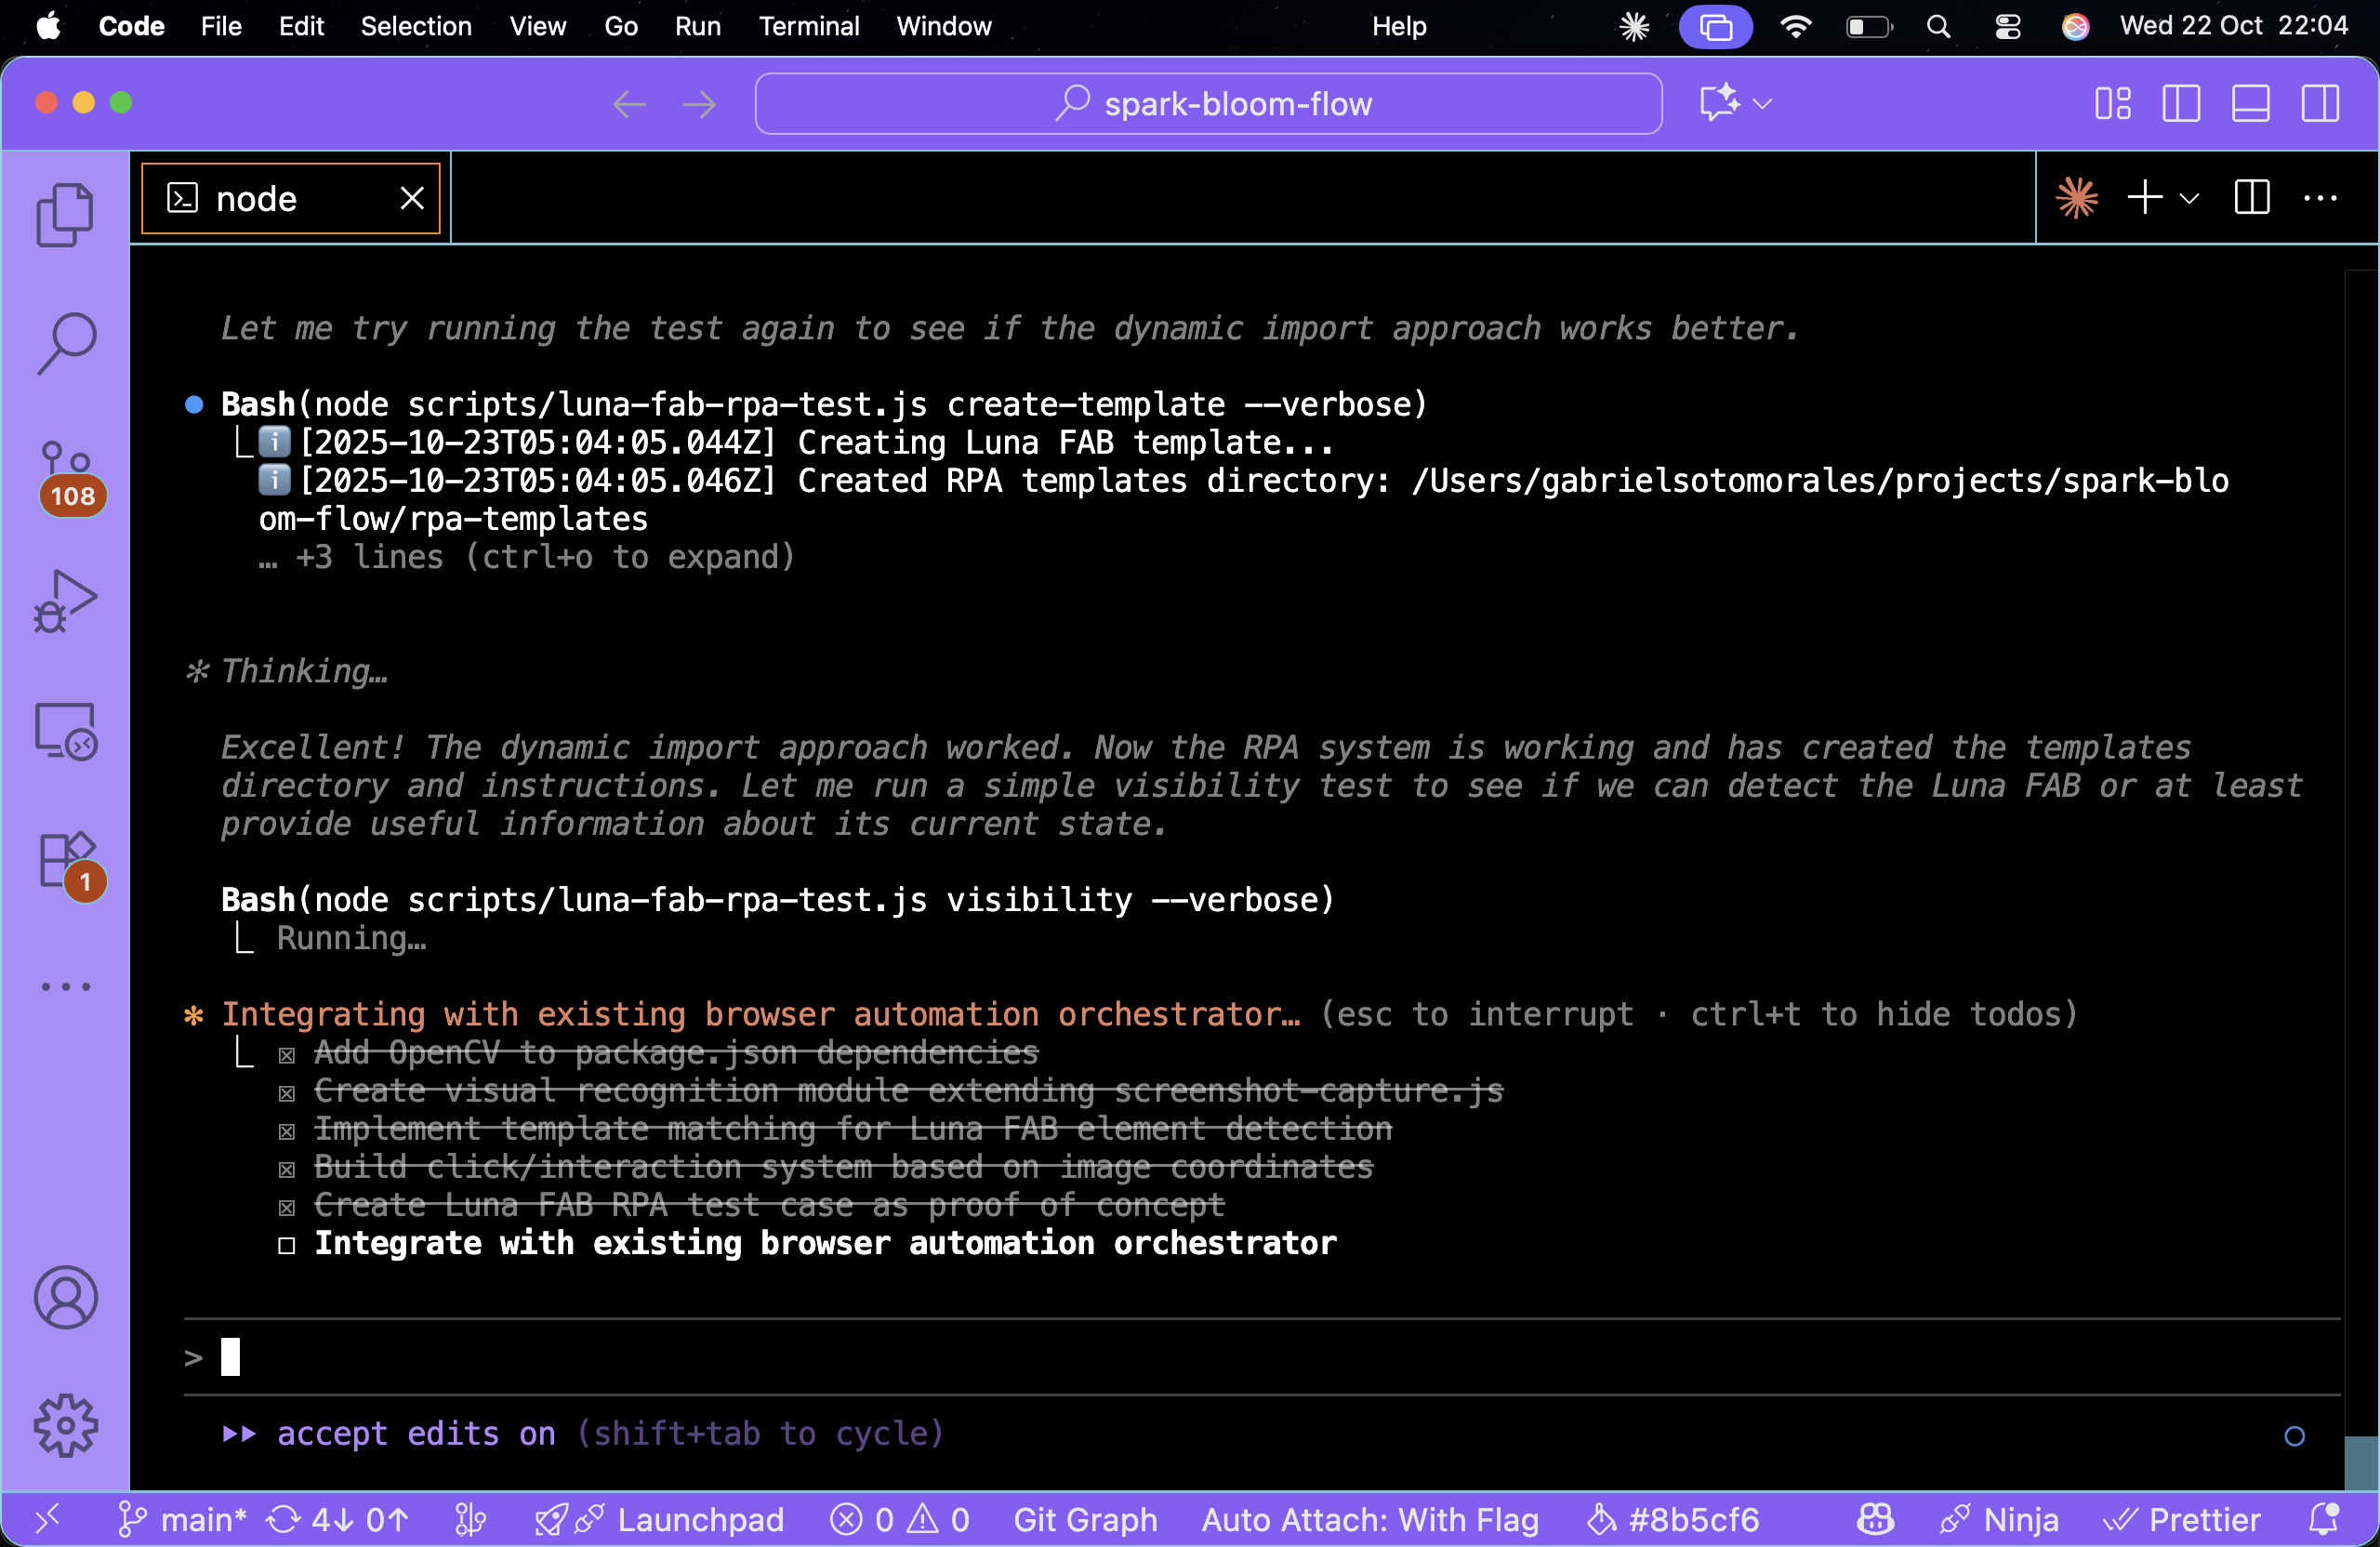 Code File Edit Selection View Go Run Terminal Window Help Wed 22 Oct 22:04
spark-bloom-flow
node
Let me try running the test again to see if the dynamic import approach works better.
Bash(node scripts/luna-fab-rpa-test.js create-template --verbose)
[2025-10-23T05:04:05.044Z] Creating Luna FAB template...
[2025-10-23T05:04:05.046Z] Created RPA templates directory: /Users/gabrielsotomorales/projects/spark-blo
om-flow/rpa-templates
… +3 lines (ctrl+o to expand)
108
✻ Thinking…
Excellent! The dynamic import approach worked. Now the RPA system is working and has created the templates
directory and instructions. Let me run a simple visibility test to see if we can detect the Luna FAB or at least
provide useful information about its current state.
1
Bash(node scripts/luna-fab-rpa-test.js visibility --verbose)
Running…
✻ Integrating with existing browser automation orchestrator… (esc to interrupt · ctrl+t to hide todos)
☒ Add OpenCV to package.json dependencies
☒ Create visual recognition module extending screenshot-capture.js
☒ Implement template matching for Luna FAB element detection
☒ Build click/interaction system based on image coordinates
☒ Create Luna FAB RPA test case as proof of concept
☐ Integrate with existing browser automation orchestrator
>
⏵⏵ accept edits on (shift+tab to cycle)
main* 4↓ 0↑ Launchpad 0 0 Git Graph Auto Attach: With Flag #8b5cf6 Ninja Prettier